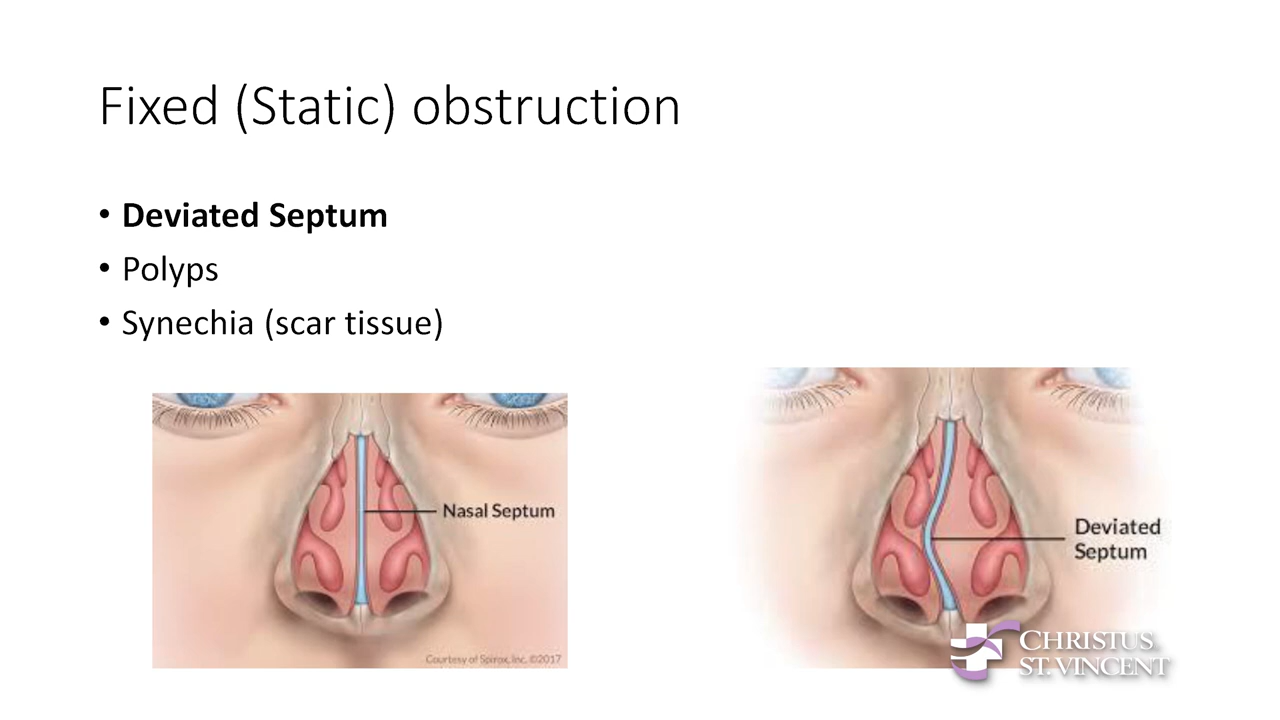 Fixed (Static) obstruction
• Deviated Septum
• Polyps
• Synechia (scar tissue)
Nasal Septum
Courtesy of Spirox, Inc. ©2017
Deviated
Septum
CHRISTUS
ST. VINCENT